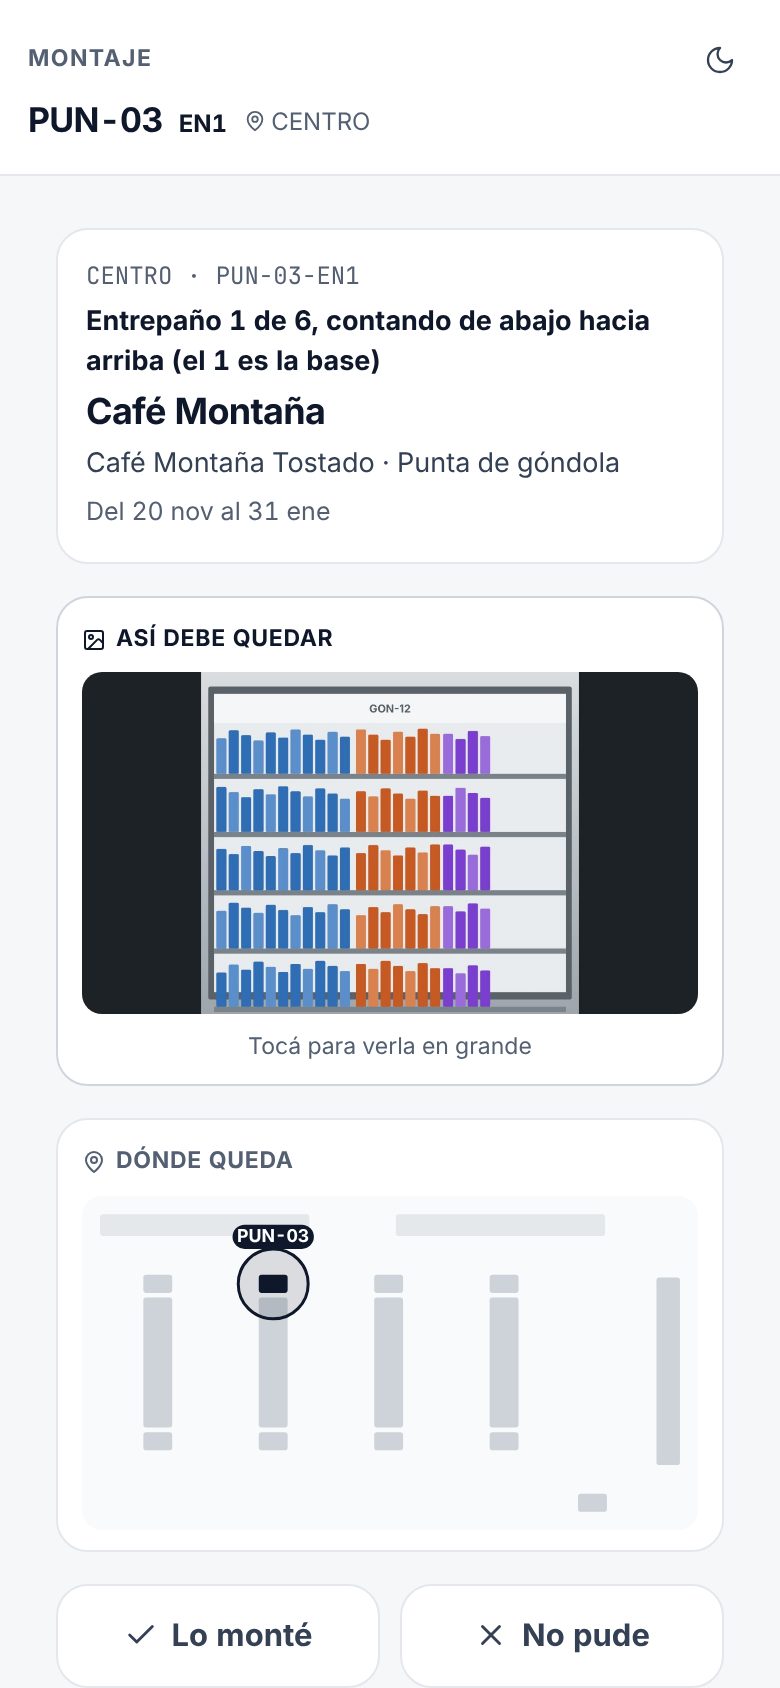 MONTAJE
PUN-03 EN1 CENTRO
CENTRO · PUN-03-EN1
Entrepaño 1 de 6, contando de abajo hacia
arriba (el 1 es la base)
Café Montaña
Café Montaña Tostado · Punta de góndola
Del 20 nov al 31 ene
ASÍ DEBE QUEDAR
GON-12
Tocá para verla en grande
DÓNDE QUEDA
PUN-03
Lo monté
No pude